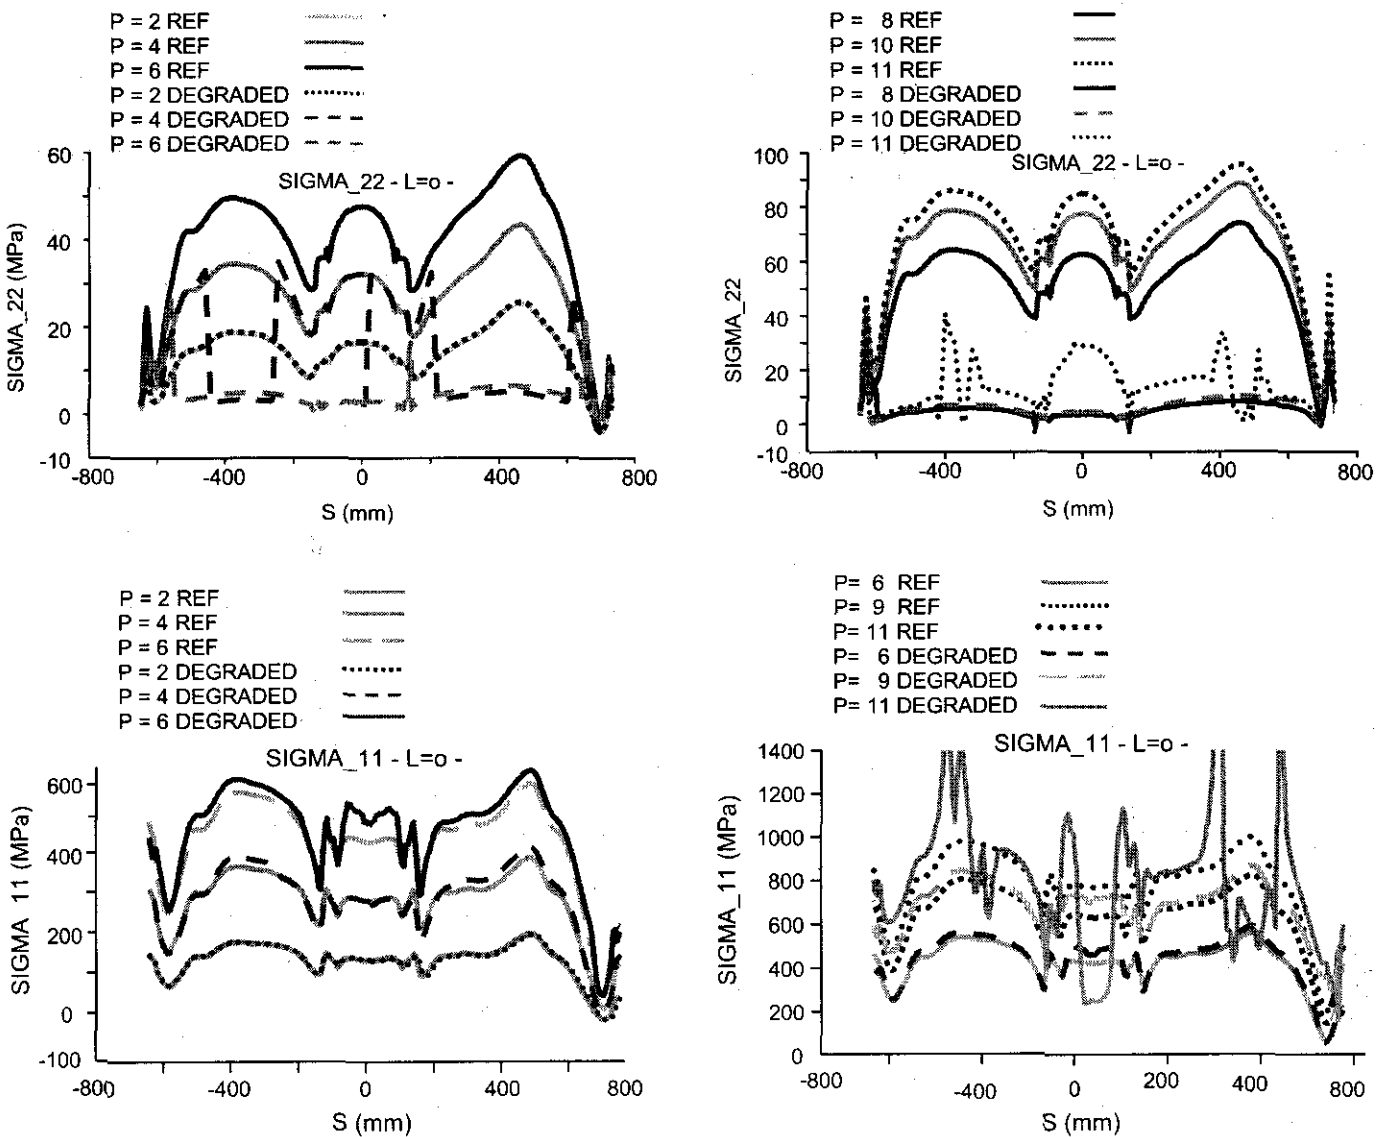 P = 2 REF
P = 4 REF
P = 6 REF
P = 2 DEGRADED
P = 4 DEGRADED
P = 6 DEGRADED
SIGMA_22 - L=o -
SIGMA_22 (MPa)
60
40
20
0
-10
-800
-400
0
400
800
S (mm)
P = 8 REF
P = 10 REF
P = 11 REF
P = 8 DEGRADED
P = 10 DEGRADED
P = 11 DEGRADED
SIGMA_22 - L=o -
SIGMA_22
100
80
60
40
20
0
-10
-800
-400
0
400
800
S (mm)
P = 2 REF
P = 4 REF
P = 6 REF
P = 2 DEGRADED
P = 4 DEGRADED
P = 6 DEGRADED
SIGMA_11 - L=o -
SIGMA 11 (MPa)
600
400
200
0
-100
-800
-400
0
400
800
S (mm)
P= 6 REF
P= 9 REF
P= 11 REF
P= 6 DEGRADED
P= 9 DEGRADED
P= 11 DEGRADED
SIGMA_11 - L=o -
SIGMA_11 (MPa)
1400
1200
1000
800
600
400
200
0
-800
-400
0
200
400
800
S (mm)